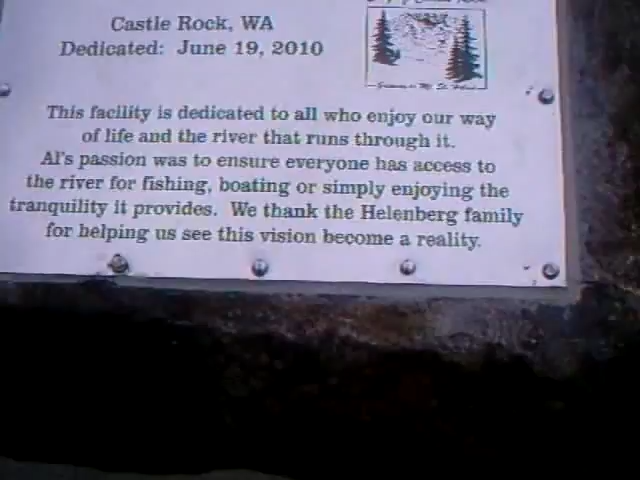 Castle Rock, WA
Dedicated: June 19, 2010
This facility is dedicated to all who enjoy our way
of life and the river that runs through it.
Al's passion was to ensure everyone has access to
the river for fishing, boating or simply enjoying the
tranquility it provides. We thank the Helenberg family
for helping us see this vision become a reality.